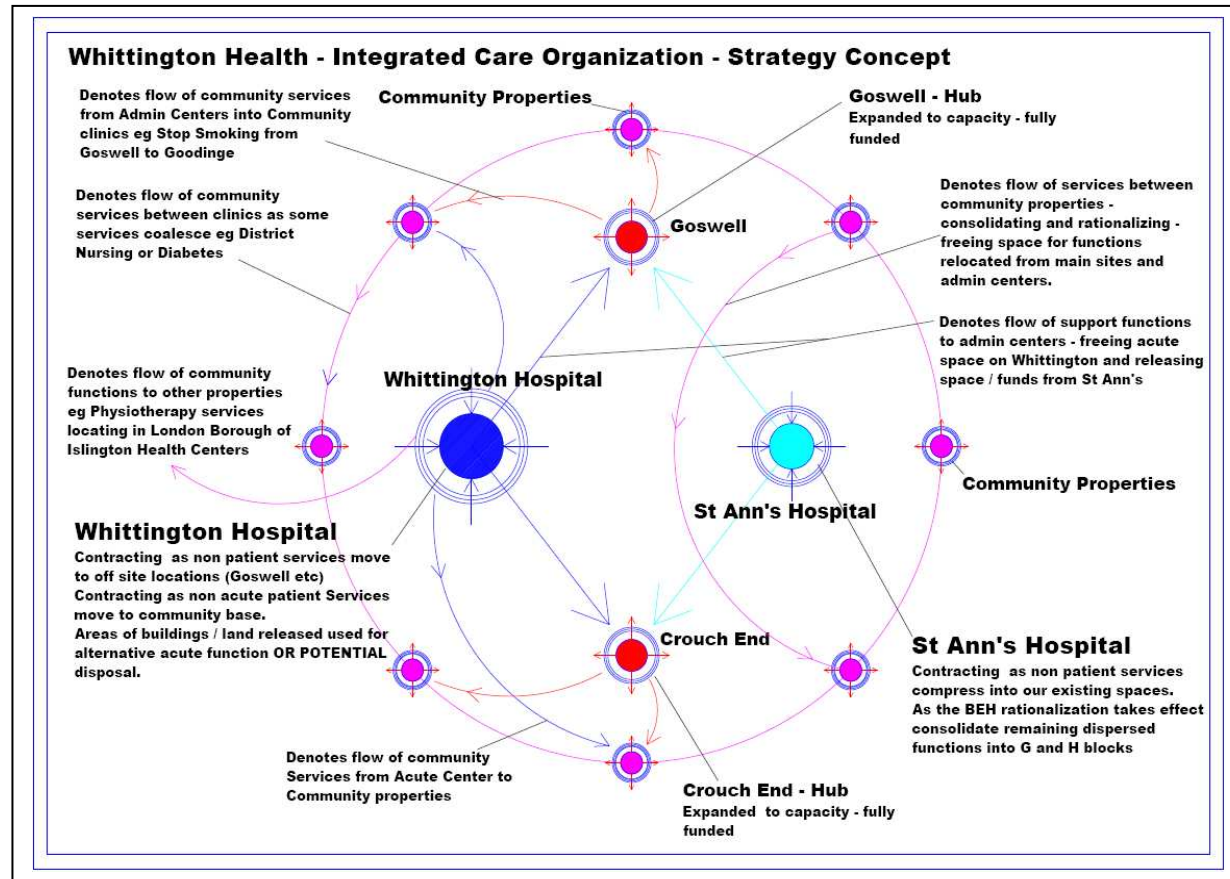 Whittington Health - Integrated Care Organization - Strategy Concept
Denotes flow of community services
from Admin Centers into Community
clinics eg Stop Smoking from
Goswell to Goodinge
Community Properties
Goswell - Hub
Expanded to capacity - fully
funded
Denotes flow of community
services between clinics as some
services coalesce eg District
Nursing or Diabetes
Goswell
Denotes flow of services between
community properties -
consolidating and rationalizing -
freeing space for functions
relocated from main sites and
admin centers.
Denotes flow of support functions
to admin centers - freeing acute
space on Whittington and releasing
space / funds from St Ann's
Denotes flow of community
functions to other properties
eg Physiotherapy services
locating in London Borough of
Islington Health Centers
Whittington Hospital
St Ann's Hospital
Community Properties
Whittington Hospital
Contracting as non patient services move
to off site locations (Goswell etc)
Contracting as non acute patient Services
move to community base.
Areas of buildings / land released used for
alternative acute function OR POTENTIAL
disposal.
Crouch End
St Ann's Hospital
Contracting as non patient services
compress into our existing spaces.
As the BEH rationalization takes effect
consolidate remaining dispersed
functions into G and H blocks
Denotes flow of community
Services from Acute Center to
Community properties
Crouch End - Hub
Expanded to capacity - fully
funded